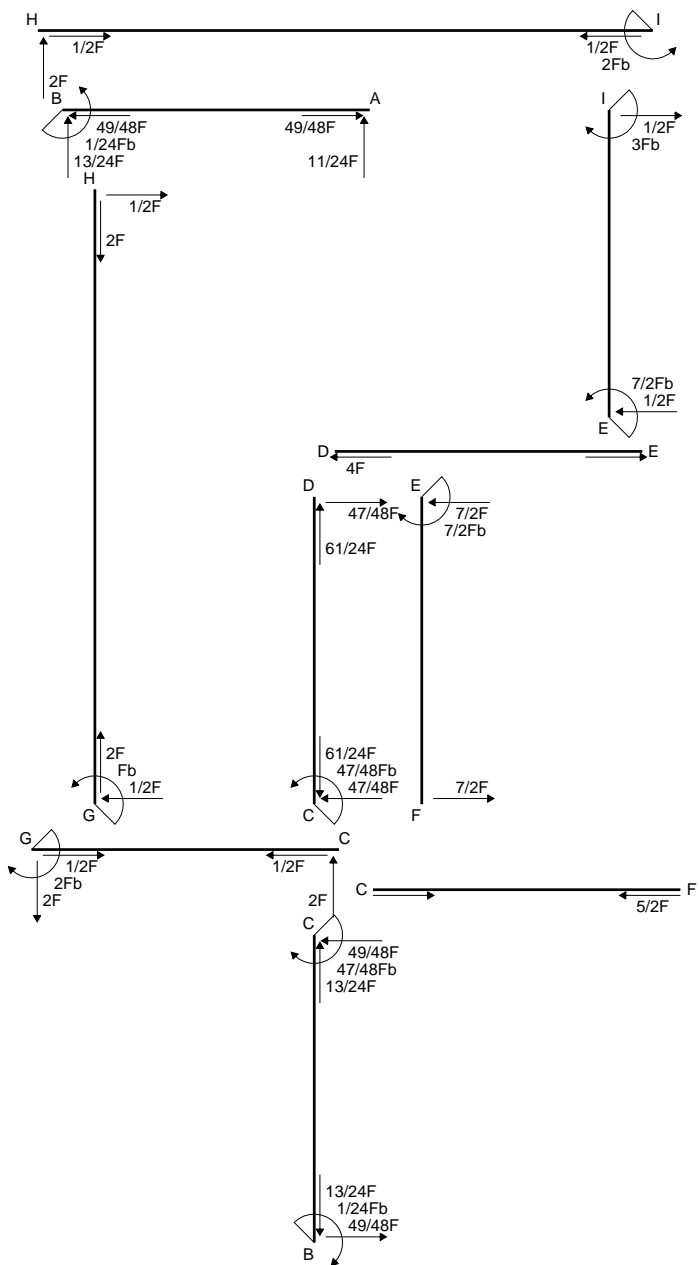 H
I
1/2F
1/2F
2Fb
2F
B
A
I
49/48F
49/48F
1/24Fb
13/24F
11/24F
1/2F
3Fb
H
1/2F
2F
7/2Fb
1/2F
E
D
E
4F
D
E
47/48F
7/2F
7/2Fb
61/24F
2F
Fb
1/2F
G
61/24F
47/48Fb
47/48F
C
7/2F
F
G
C
1/2F
1/2F
2Fb
2F
2F
C
F
5/2F
C
49/48F
47/48Fb
13/24F
13/24F
1/24Fb
49/48F
B